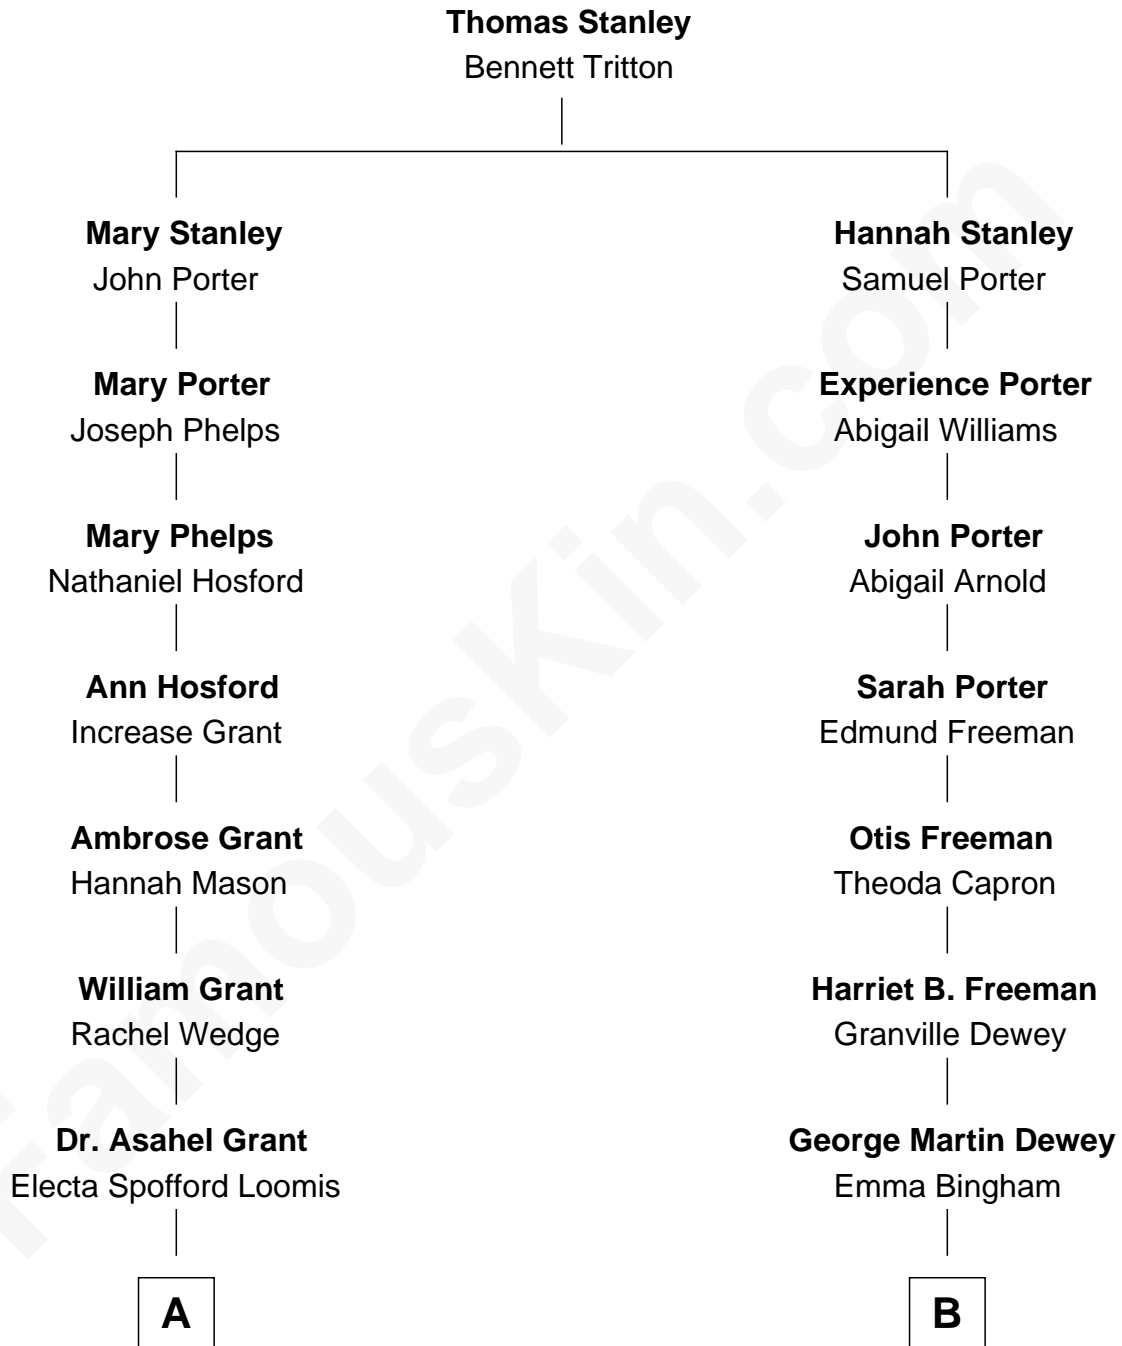 Thomas Stanley
Bennett Tritton
Mary Stanley
John Porter
Mary Porter
Joseph Phelps
Mary Phelps
Nathaniel Hosford
Ann Hosford
Increase Grant
Ambrose Grant
Hannah Mason
William Grant
Rachel Wedge
Dr. Asahel Grant
Electa Spofford Loomis
A
Hannah Stanley
Samuel Porter
Experience Porter
Abigail Williams
John Porter
Abigail Arnold
Sarah Porter
Edmund Freeman
Otis Freeman
Theoda Capron
Harriet B. Freeman
Granville Dewey
George Martin Dewey
Emma Bingham
B
FamousKin.com